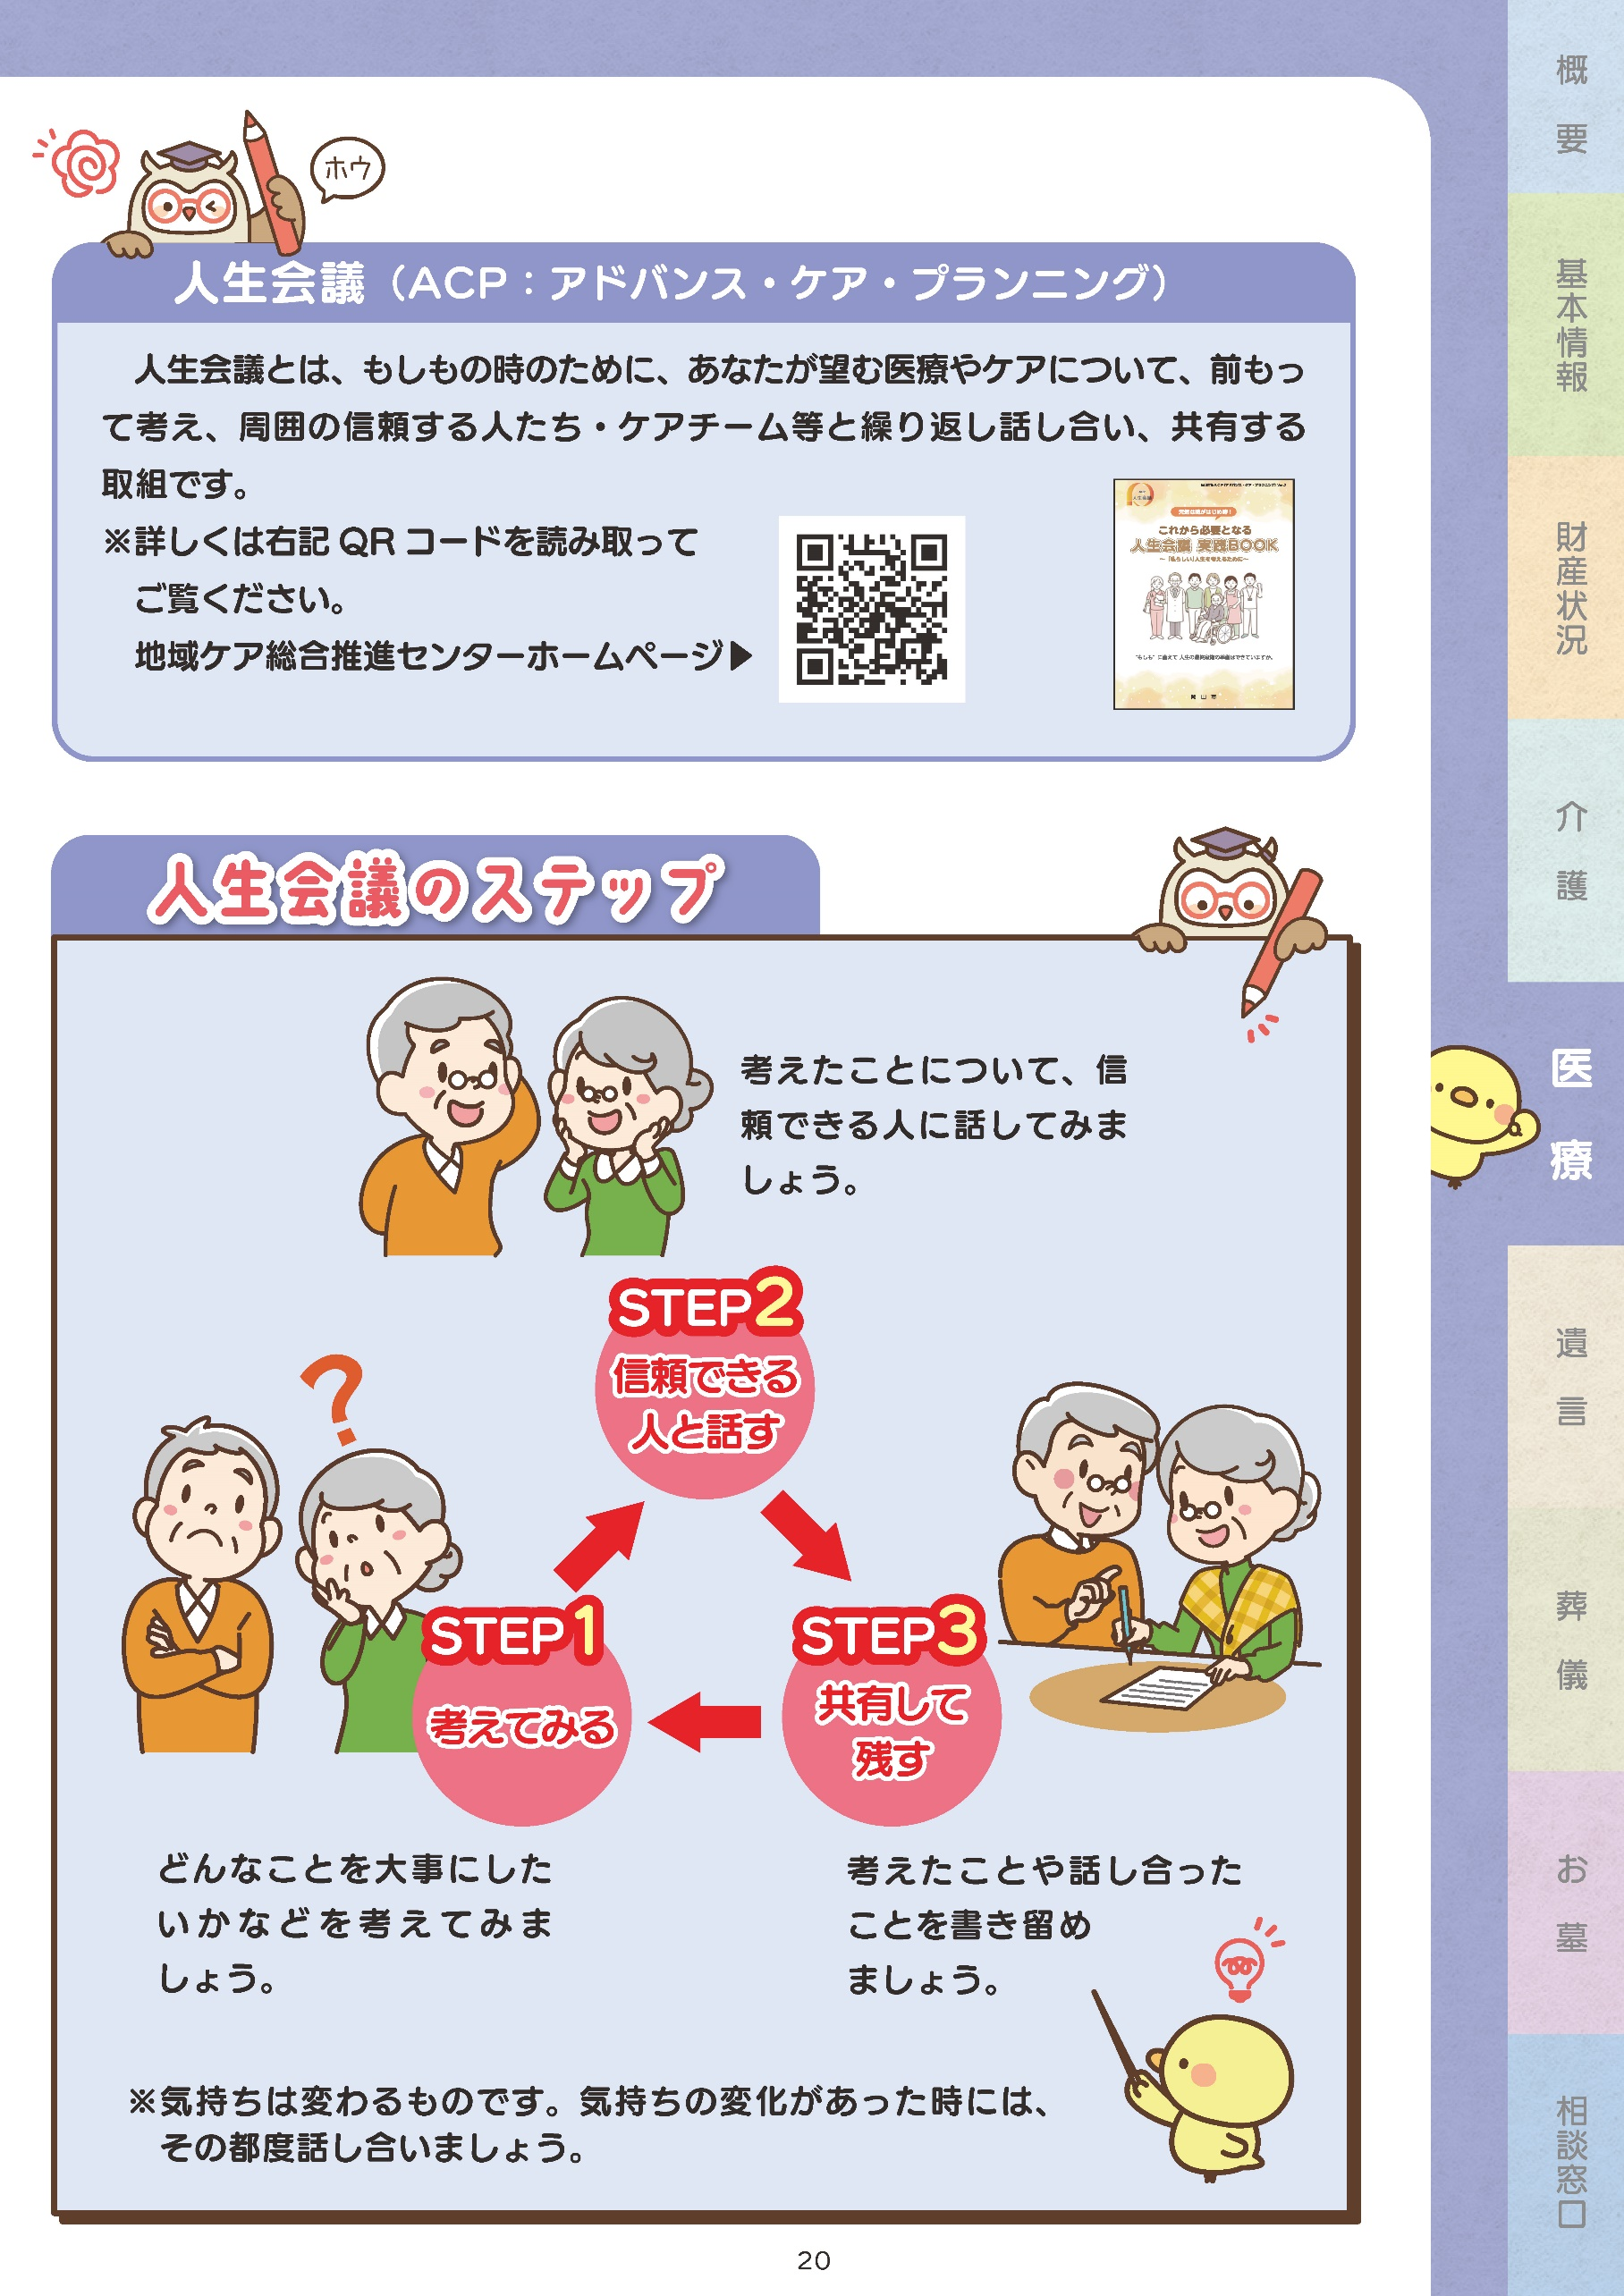 ホウ
人生会議（ACP：アドバンス・ケア・プランニング）
人生会議とは、もしもの時のために、あなたが望む医療やケアについて、前もっ
て考え、周囲の信頼する人たち・ケアチーム等と繰り返し話し合い、共有する
取組です。
※詳しくは右記 QR コードを読み取って
ご覧ください。
地域ケア総合推進センターホームページ▶
これから必要となる
人生会議 実践BOOK
～「私らしい」人生を考えるために～
人生会議のステップ
考えたことについて、信
頼できる人に話してみま
しょう。
STEP2
信頼できる
人と話す
?
STEP1
考えてみる
STEP3
共有して
残す
どんなことを大事にした
いかなどを考えてみま
しょう。
考えたことや話し合った
ことを書き留め
ましょう。
※気持ちは変わるものです。気持ちの変化があった時には、
その都度話し合いましょう。
20
概要
基本情報
財産状況
介護
医療
遺言
葬儀
お墓
相談窓口